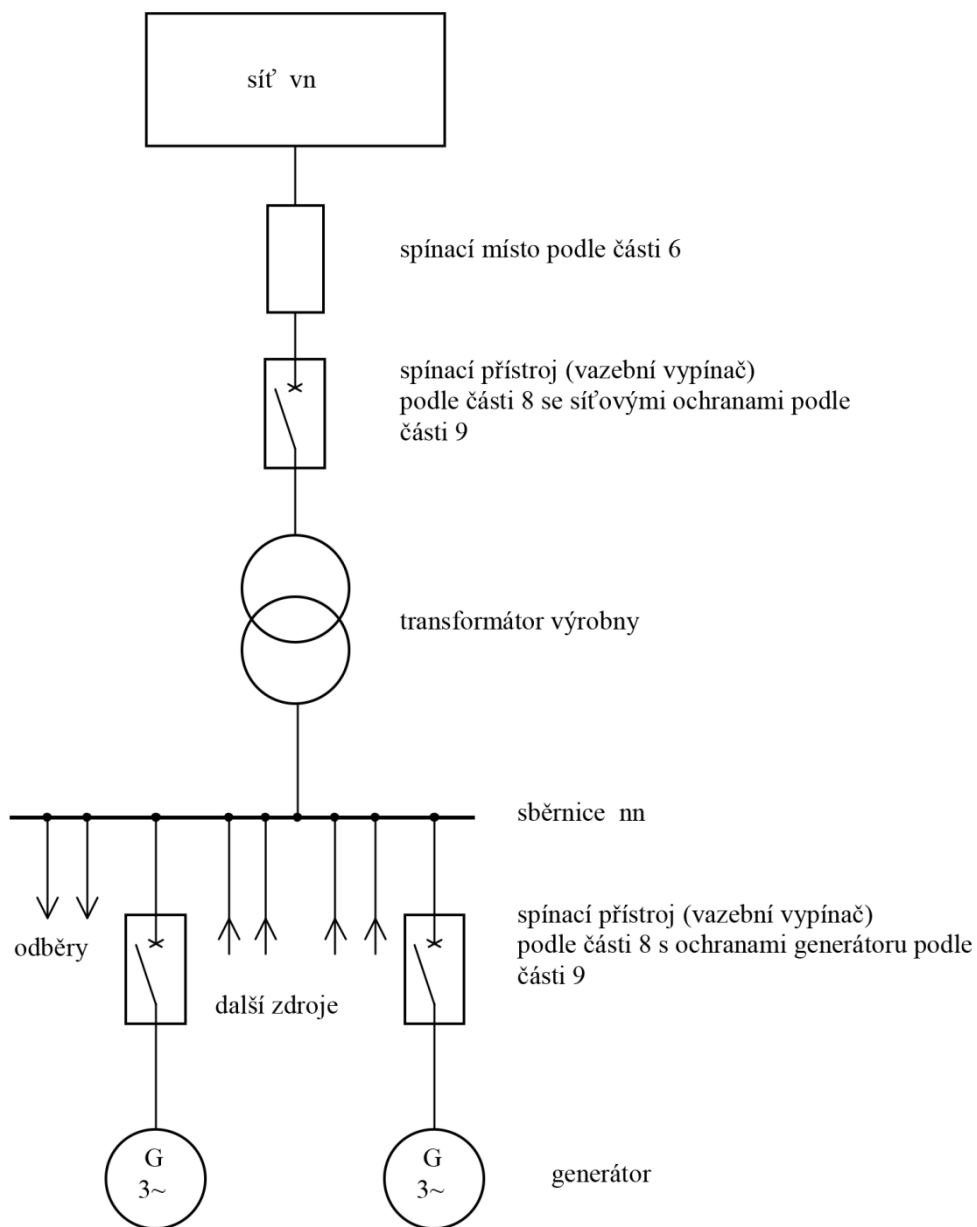 síť vn
spínací místo podle části 6
spínací přístroj (vazební vypínač)
podle části 8 se síťovými ochranami podle
části 9
transformátor výrobny
sběrnice nn
spínací přístroj (vazební vypínač)
podle části 8 s ochranami generátoru podle
části 9
odběry
další zdroje
G
3~
G
3~
generátor